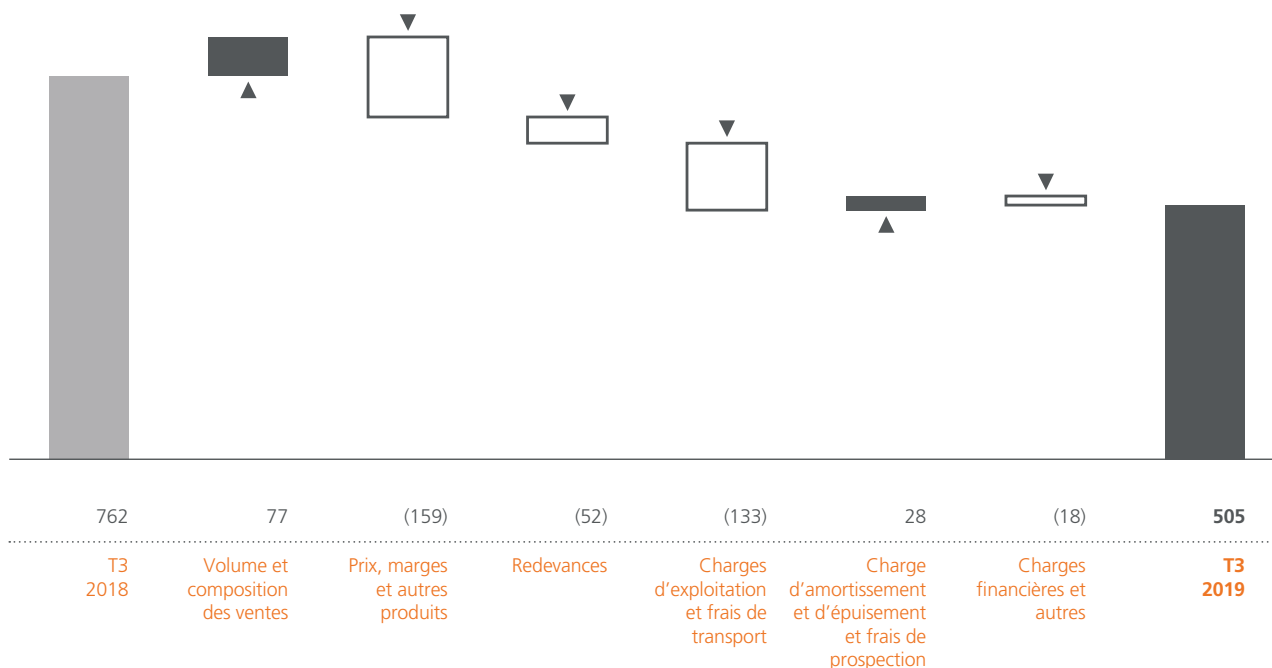 762 77 (159) (52) (133) 28 (18) 505
T3
2018
Volume et
composition
des ventes
Prix, marges
et autres
produits
Redevances
Charges
d'exploitation
et frais de
transport
Charge
d'amortissement
et d'épuisement
et frais de
prospection
Charges
financières et
autres
T3
2019